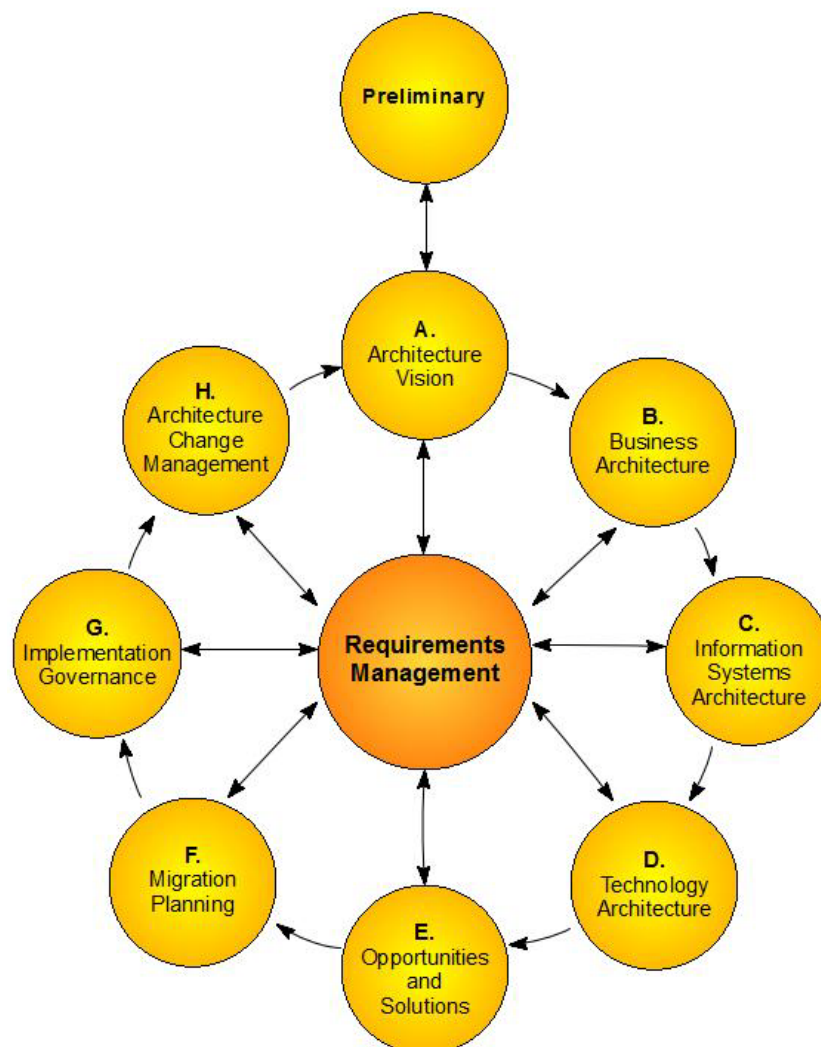 Preliminary
A.
Architecture
Vision
B.
Business
Architecture
C.
Information
Systems
Architecture
D.
Technology
Architecture
E.
Opportunities
and
Solutions
F.
Migration
Planning
G.
Implementation
Governance
H.
Architecture
Change
Management
Requirements
Management